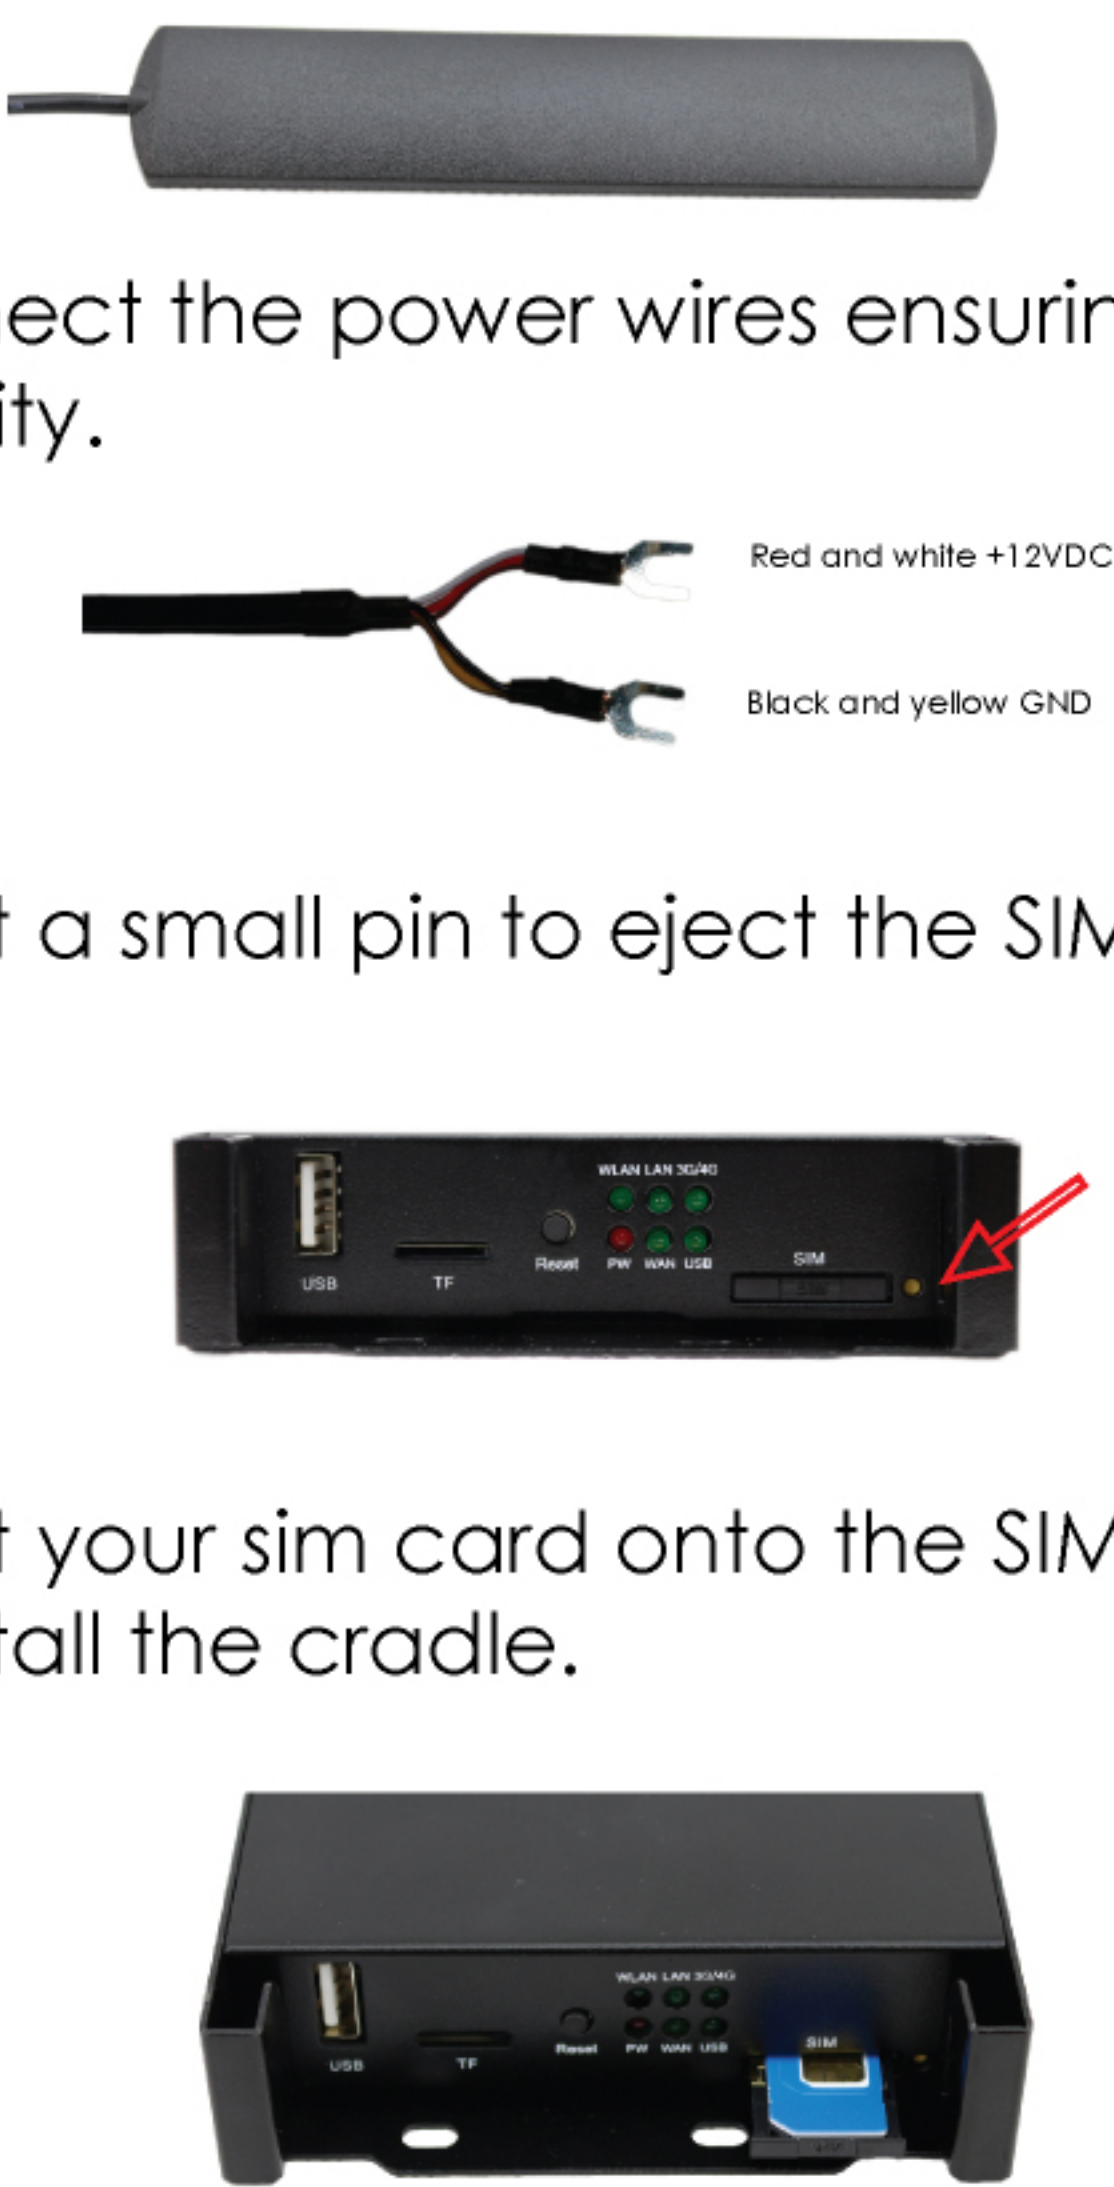 ect the power wires ensurin
ity.
Red and white +12VDC
Black and yellow GND
t a small pin to eject the SIM
WLAN LAN 3G/4G
Reset
PW WAN USB
SIM
USB
TF
t your sim card onto the SIM
tall the cradle.
WLAN LAN 3G/4G
Reset
PW WAN USB
SIM
USB
TF